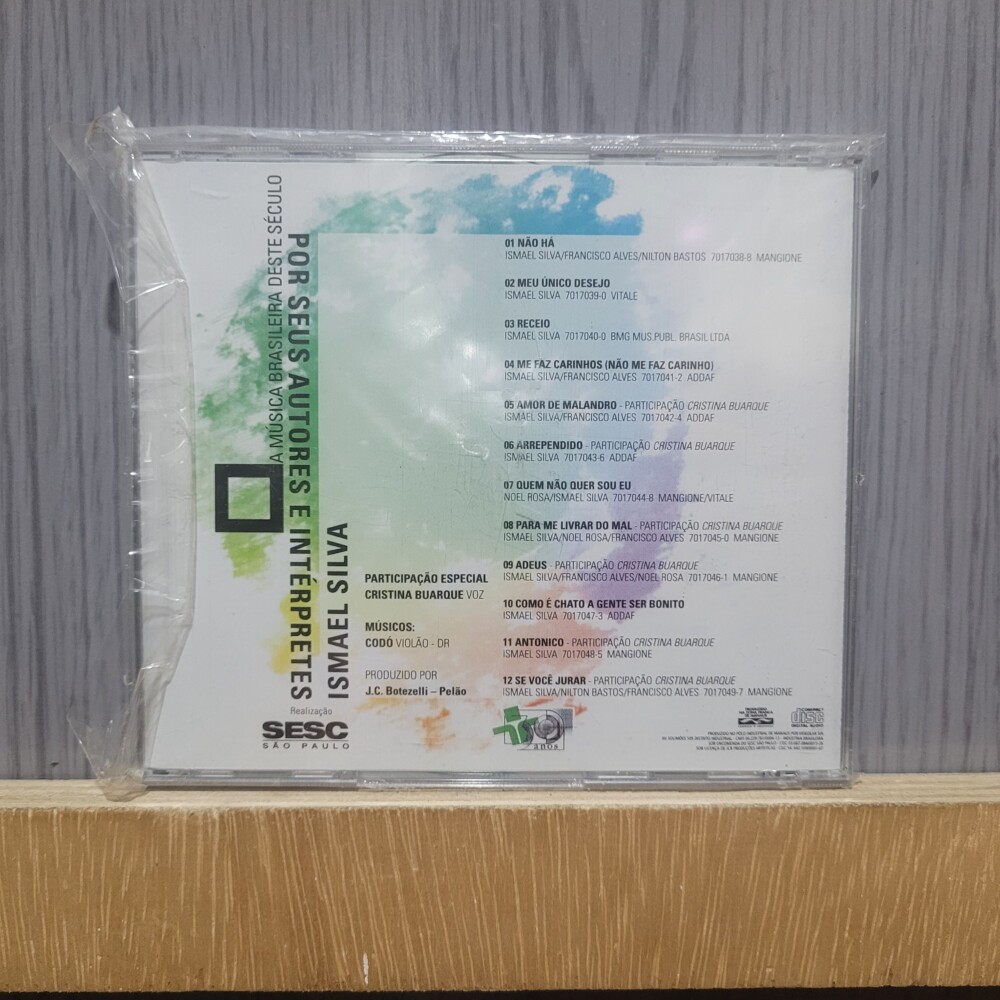 A MÚSICA BRASILEIRA DESTE SÉCULO
POR SEUS AUTORES E INTÉRPRETES
ISMAEL SILVA
PARTICIPAÇÃO ESPECIAL
CRISTINA BUARQUE VOZ
MÚSICOS:
CODÓ VIOLÃO - DR
PRODUZIDO POR
J.C. Botezelli – Pelão
Realização
SESC
SÃO PAULO
01 NÃO HÁ
ISMAEL SILVA/FRANCISCO ALVES/NILTON BASTOS 7017038-8 MANGIONE
02 MEU ÚNICO DESEJO
ISMAEL SILVA 7017039-0 VITALE
03 RECEIO
ISMAEL SILVA 7017040-0 BMG MUS.PUBL. BRASIL LTDA
04 ME FAZ CARINHOS (NÃO ME FAZ CARINHO)
ISMAEL SILVA/FRANCISCO ALVES 7017041-2 ADDAF
05 AMOR DE MALANDRO - PARTICIPAÇÃO CRISTINA BUARQUE
ISMAEL SILVA/FRANCISCO ALVES 7017042-4 ADDAF
06 ARREPENDIDO - PARTICIPAÇÃO CRISTINA BUARQUE
ISMAEL SILVA 7017043-6 ADDAF
07 QUEM NÃO QUER SOU EU
NOEL ROSA/ISMAEL SILVA 7017044-8 MANGIONE/VITALE
08 PARA ME LIVRAR DO MAL - PARTICIPAÇÃO CRISTINA BUARQUE
ISMAEL SILVA/NOEL ROSA/FRANCISCO ALVES 7017045-0 MANGIONE
09 ADEUS - PARTICIPAÇÃO CRISTINA BUARQUE
ISMAEL SILVA/FRANCISCO ALVES/NOEL ROSA 7017046-1 MANGIONE
10 COMO É CHATO A GENTE SER BONITO
ISMAEL SILVA 7017047-3 ADDAF
11 ANTONICO - PARTICIPAÇÃO CRISTINA BUARQUE
ISMAEL SILVA 7017048-5 MANGIONE
12 SE VOCÊ JURAR - PARTICIPAÇÃO CRISTINA BUARQUE
ISMAEL SILVA/NILTON BASTOS/FRANCISCO ALVES 7017049-7 MANGIONE
anos
disc